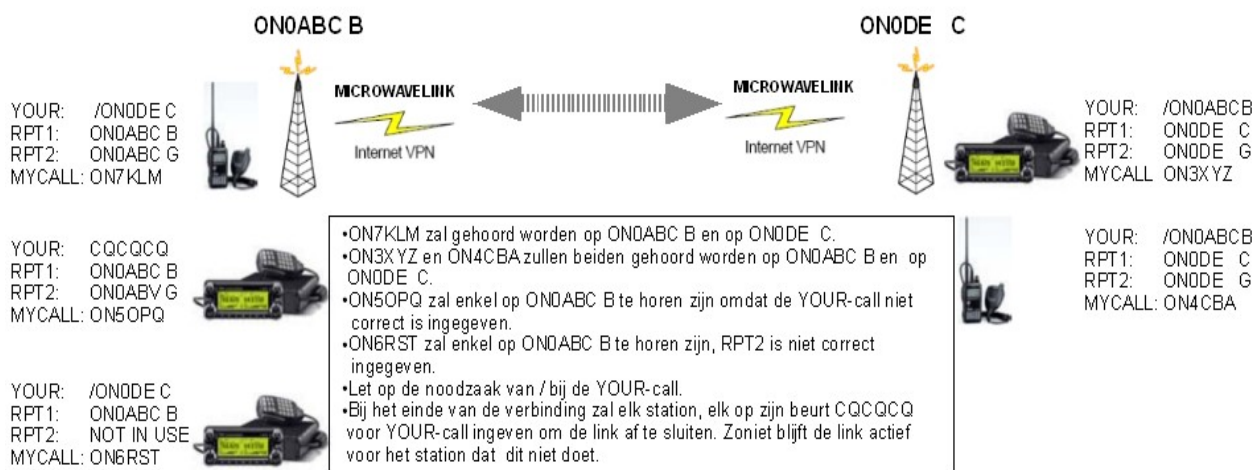 ON0ABC B
ON0DE C
MICROWAVELINK
Internet VPN
MICROWAVELINK
Internet VPN
YOUR: /ON0DE C
RPT1: ON0ABC B
RPT2: ON0ABC G
MYCALL: ON7KLM
YOUR: /ON0ABCB
RPT1: ON0DE C
RPT2: ON0DE G
MYCALL ON3XYZ
YOUR: CQCQCQ
RPT1: ON0ABC B
RPT2: ON0ABV G
MYCALL: ON5OPQ
YOUR: /ON0DE C
RPT1: ON0ABC B
RPT2: NOT IN USE
MYCALL: ON6RST
•ON7KLM zal gehoord worden op ON0ABC B en op ON0DE C.
•ON3XYZ en ON4CBA zullen beiden gehoord worden op ON0ABC B en op
ON0DE C.
•ON5OPQ zal enkel op ON0ABC B te horen zijn omdat de YOUR-call niet
correct is ingegeven.
•ON6RST zal enkel op ON0ABC B te horen zijn, RPT2 is niet correct
ingegeven.
•Let op de noodzaak van / bij de YOUR-call.
•Bij het einde van de verbinding zal elk station, elk op zijn beurt CQCQCQ
voor YOUR-call ingeven om de link af te sluiten. Zoniet blijft de link actief
voor het station dat dit niet doet.
YOUR: /ON0ABCB
RPT1: ON0DE C
RPT2: ON0DE G
MYCALL: ON4CBA